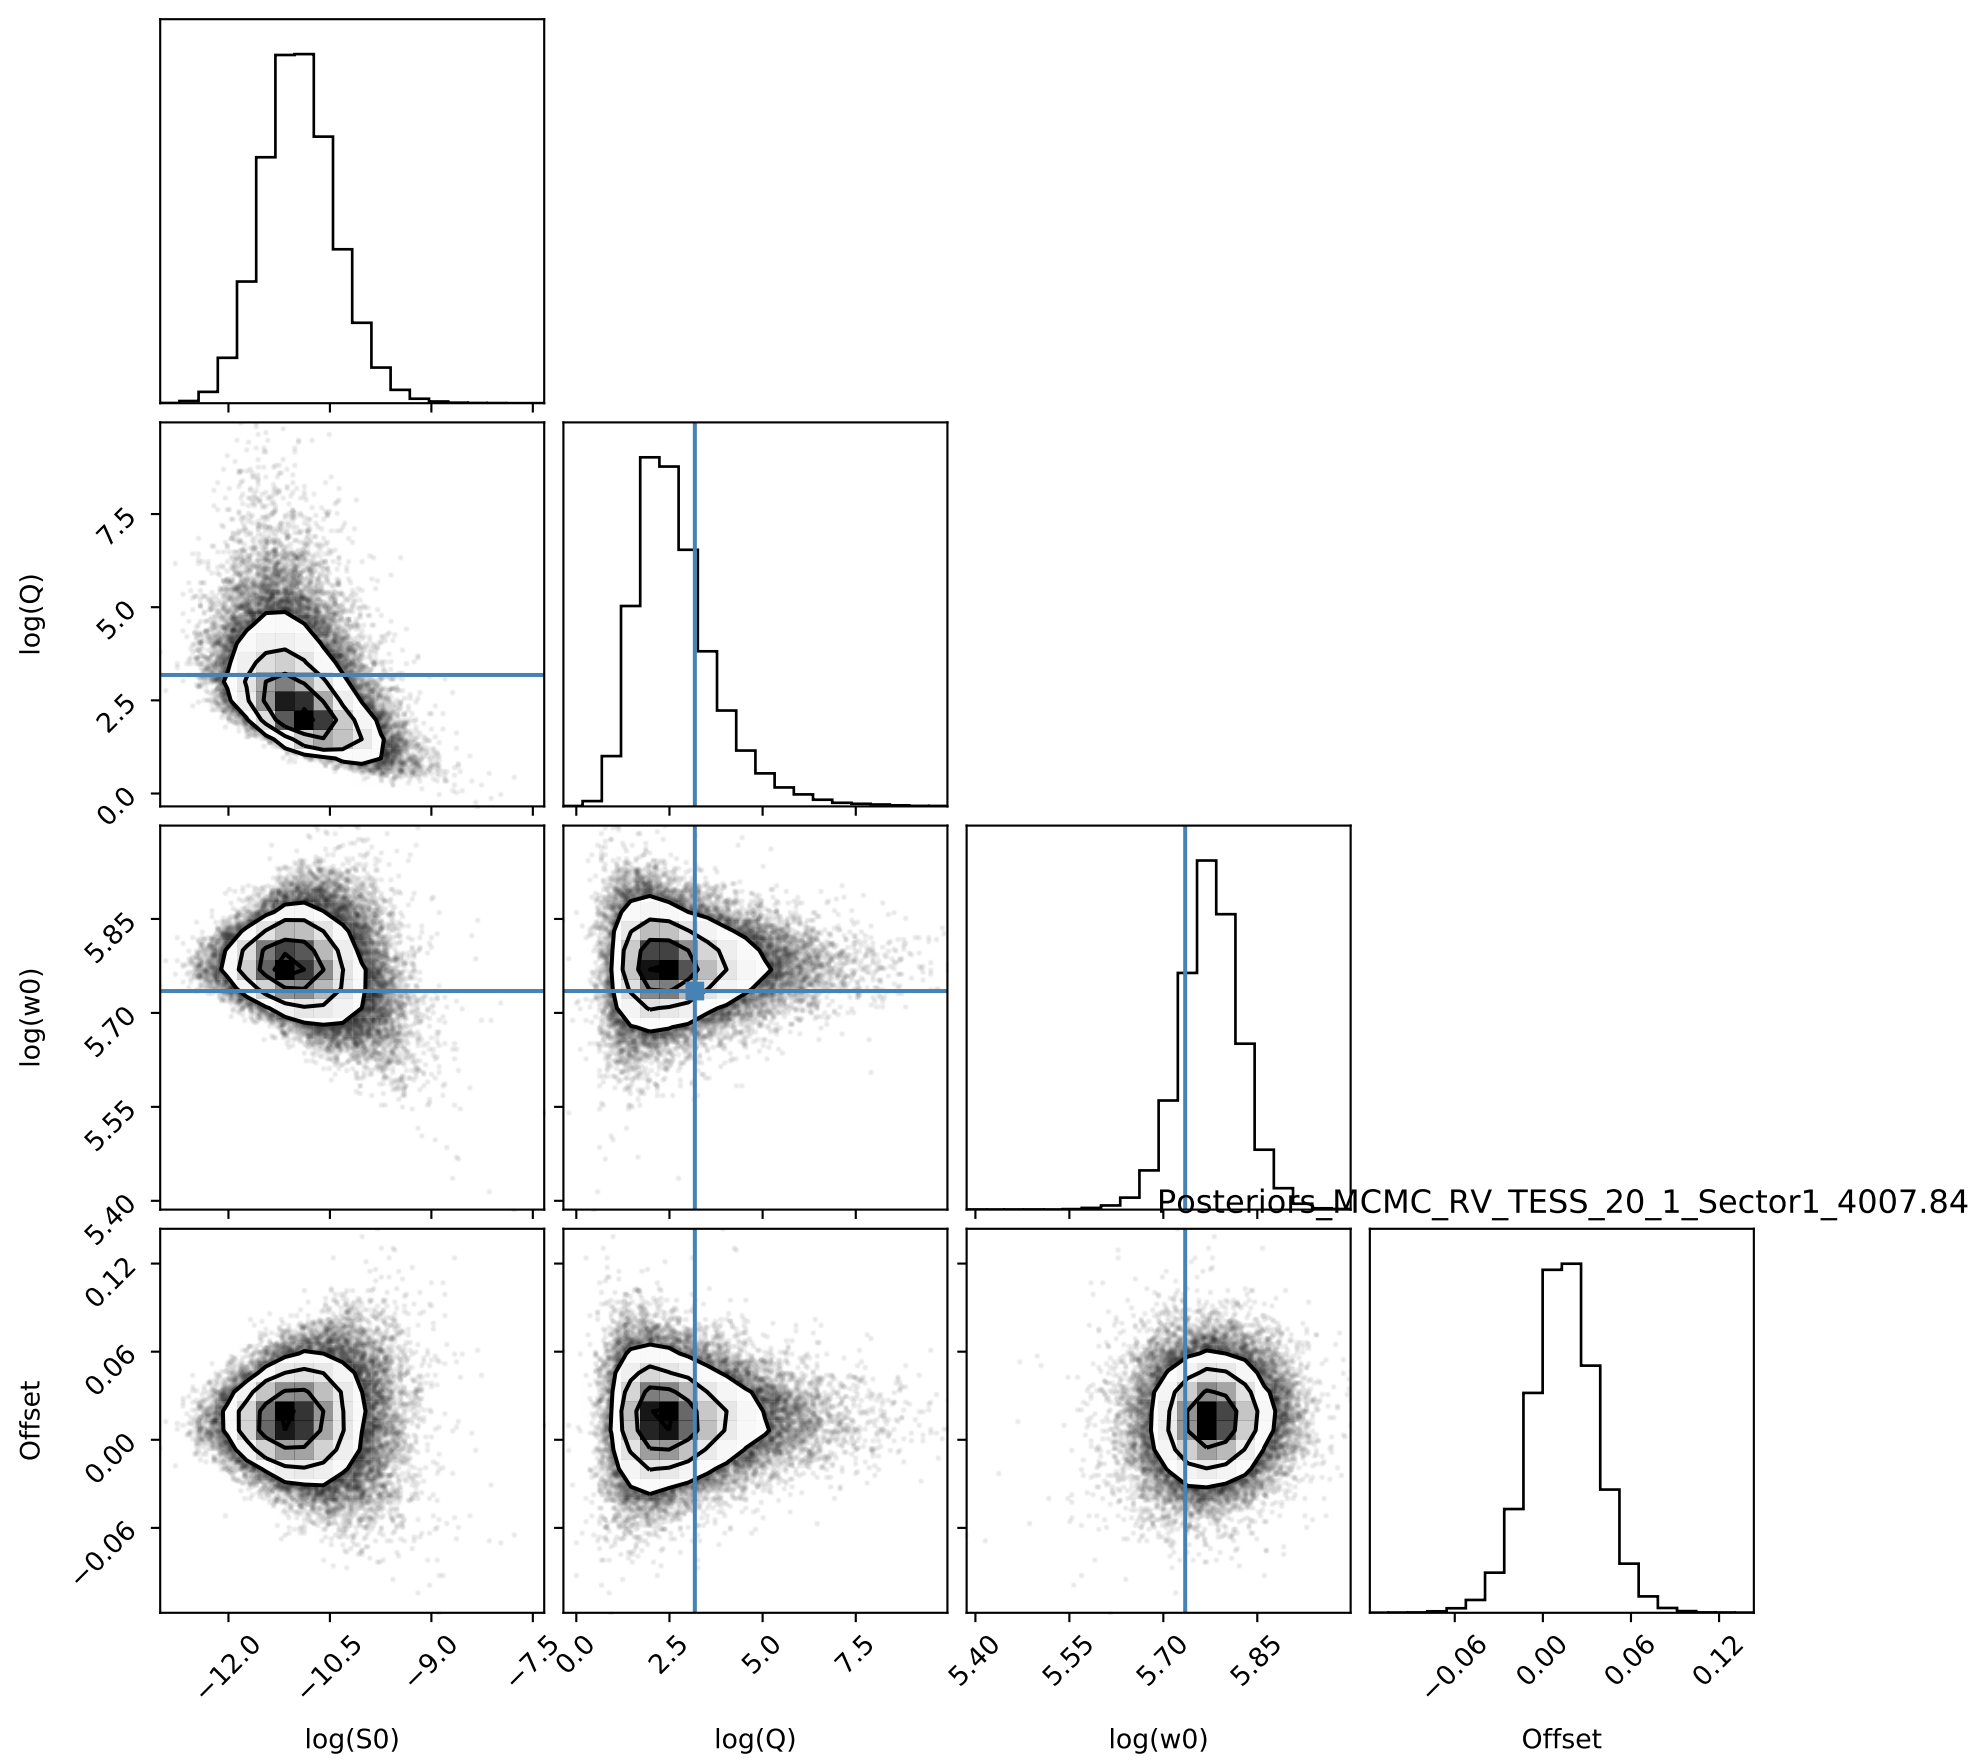 log(Q)
7.5
5.0
2.5
0.0
log(w0)
5.85
5.70
5.55
5.40
Posteriors_MCMC_RV_TESS_20_1_Sector1_4007.84
Offset
0.12
0.06
0.00
−0.06
−12.0 −10.5 −9.0 −7.5 0.0 2.5 5.0 7.5 5.40 5.55 5.70 5.85 −0.06 0.00 0.06 0.12
log(S0) log(Q) log(w0) Offset